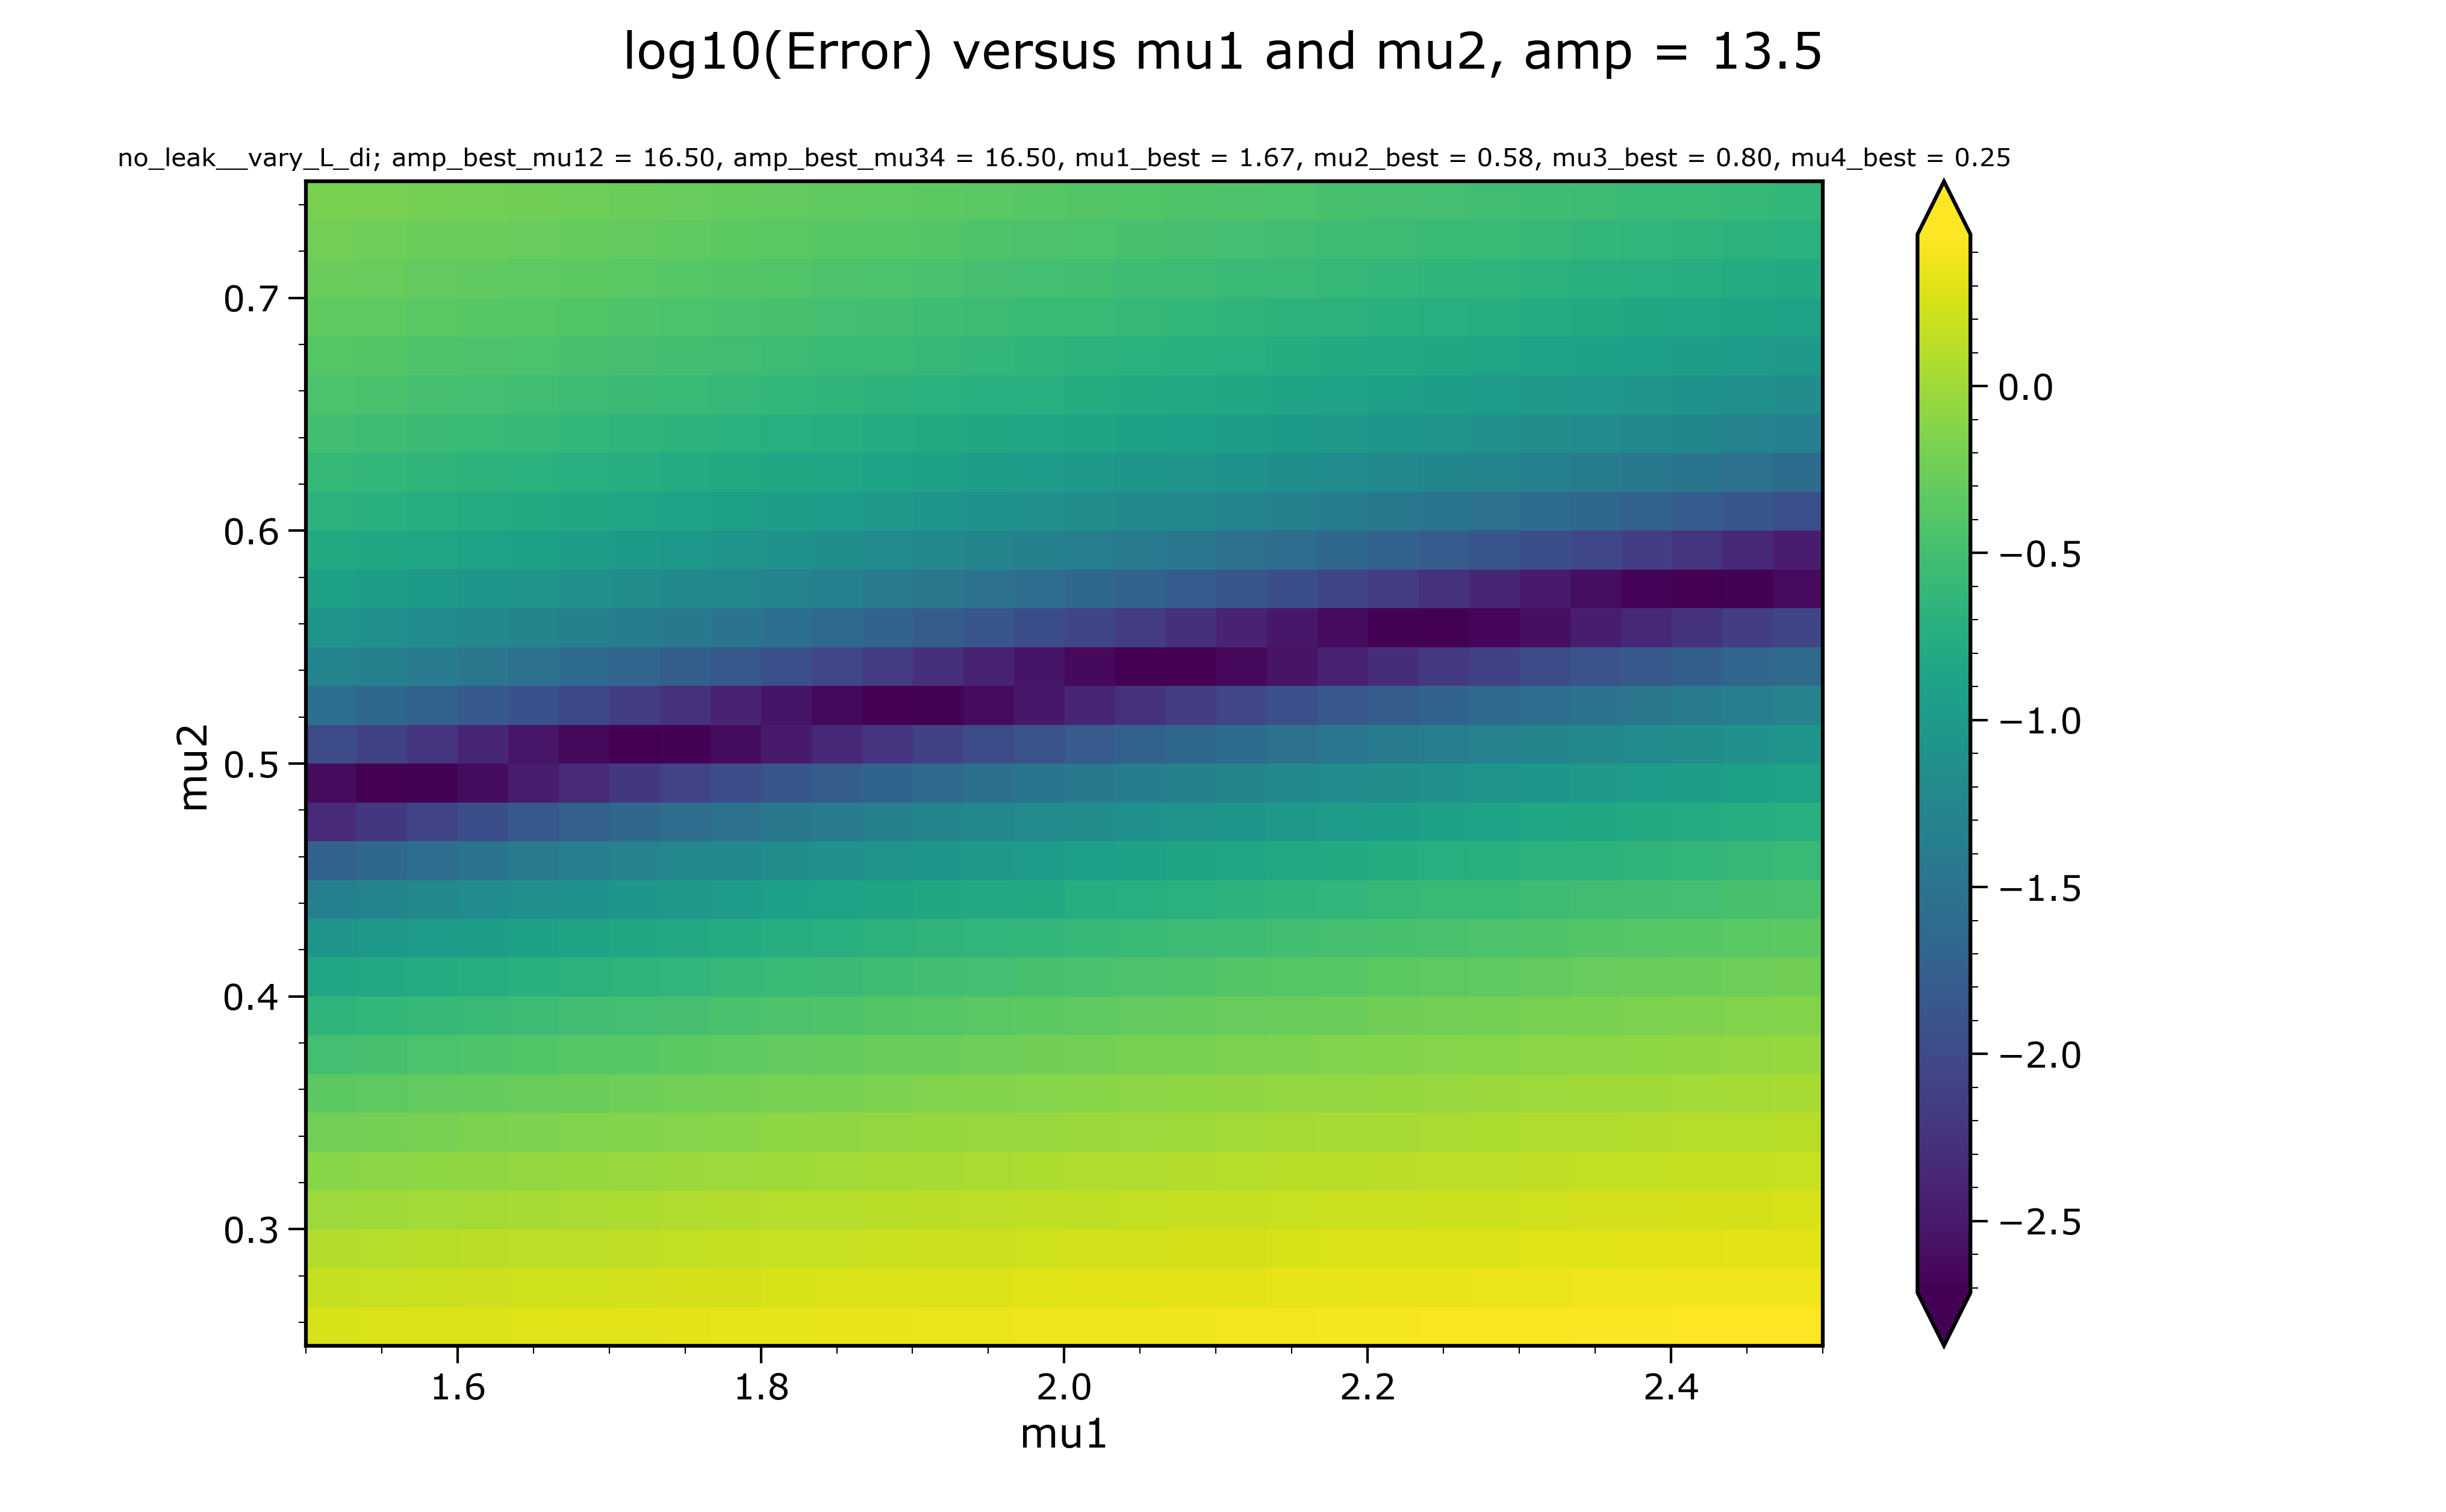 log10(Error) versus mu1 and mu2, amp = 13.5
no_leak__vary_L_di; amp_best_mu12 = 16.50, amp_best_mu34 = 16.50, mu1_best = 1.67, mu2_best = 0.58, mu3_best = 0.80, mu4_best = 0.25
0.7
0.6
0.5
0.4
0.3
mu2
1.6 1.8 2.0 2.2 2.4
mu1
0.0
−0.5
−1.0
−1.5
−2.0
−2.5